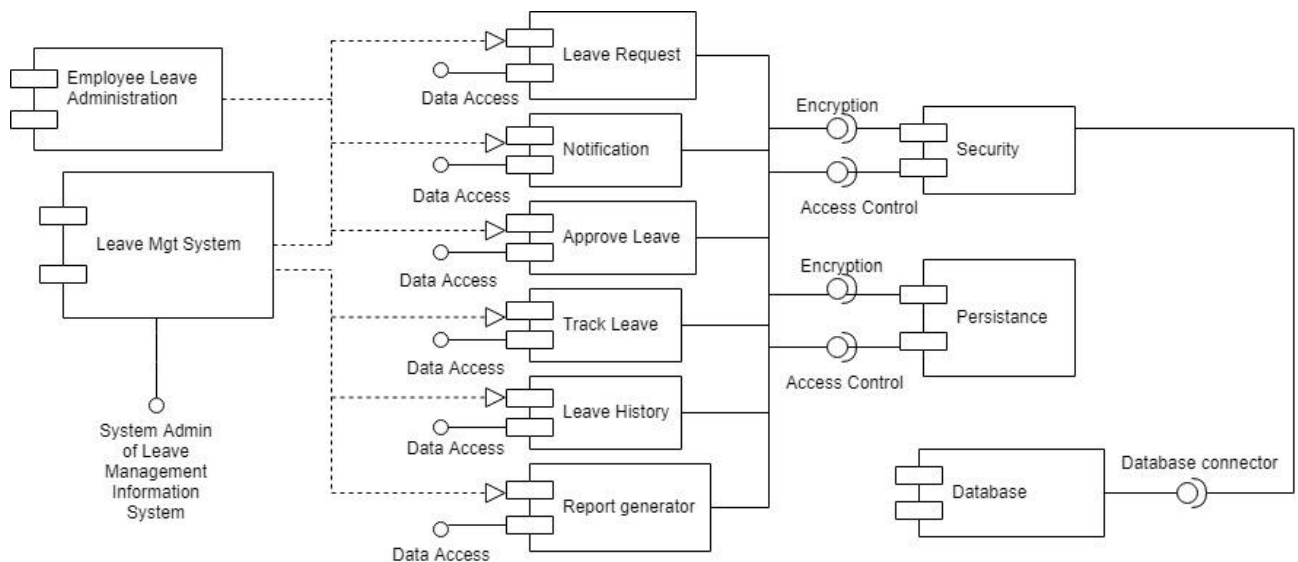 Employee Leave
Administration
Leave Mgt System
System Admin
of Leave
Management
Information
System
Leave Request
Data Access
Notification
Data Access
Approve Leave
Data Access
Track Leave
Data Access
Leave History
Data Access
Report generator
Data Access
Encryption
Security
Access Control
Encryption
Persistance
Access Control
Database connector
Database